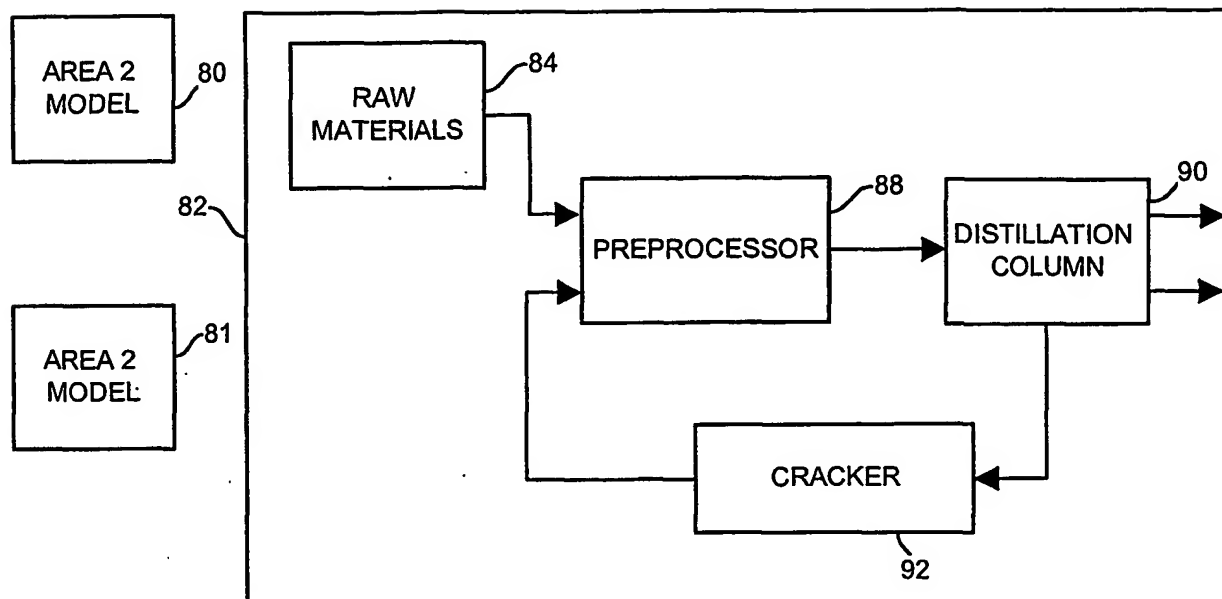 AREA 2
MODEL
80
82
AREA 2
MODEL
81
RAW
MATERIALS
84
PREPROCESSOR
88
DISTILLATION
COLUMN
90
CRACKER
92